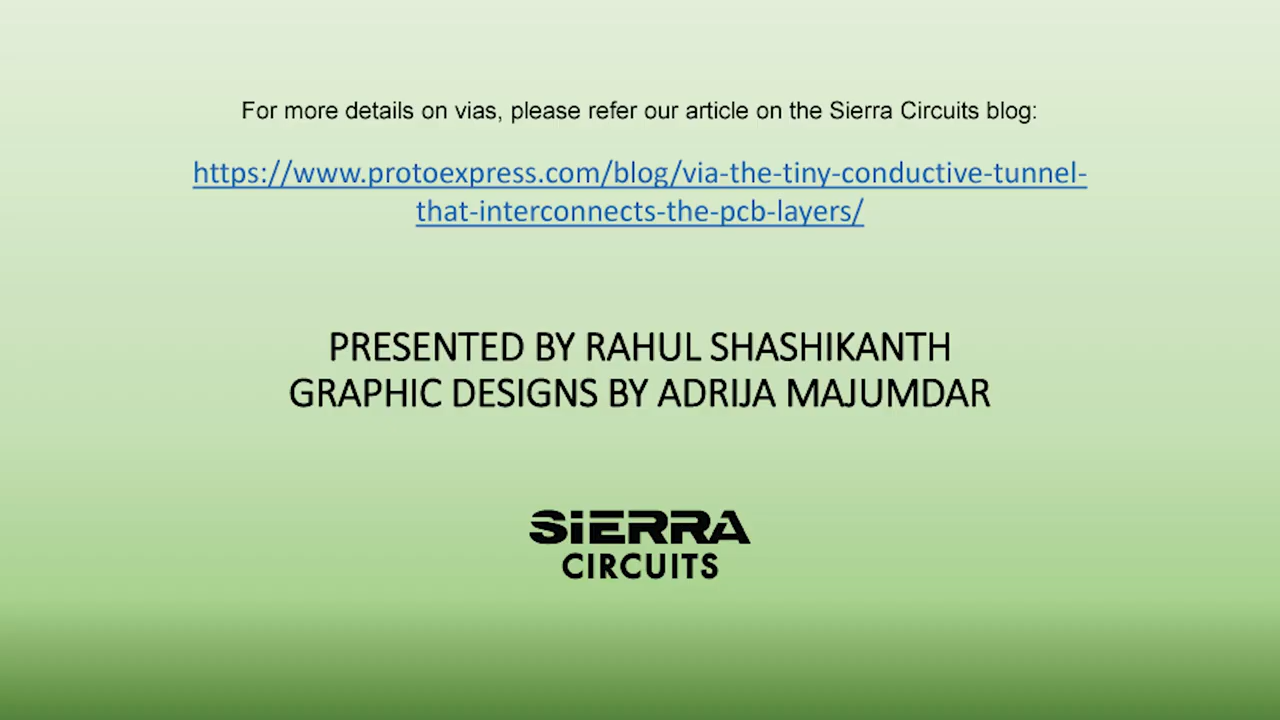 For more details on vias, please refer our article on the Sierra Circuits blog:
https://www.protoexpress.com/blog/via-the-tiny-conductive-tunnel-
that-interconnects-the-pcb-layers/
PRESENTED BY RAHUL SHASHIKANTH
GRAPHIC DESIGNS BY ADRIJA MAJUMDAR
SiERRA
CIRCUITS